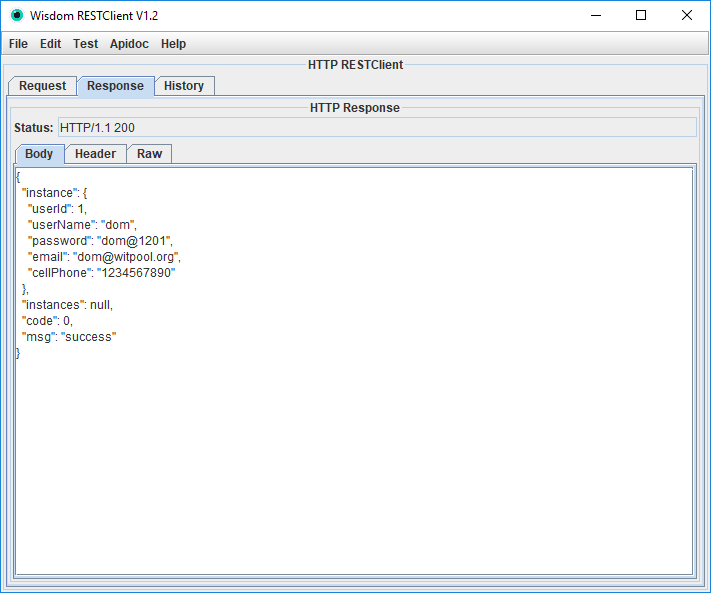 Wisdom RESTClient V1.2
File Edit Test Apidoc Help
HTTP RESTClient
Request Response History
HTTP Response
Status: HTTP/1.1 200
Body Header Raw
{
"instance": {
"userId": 1,
"userName": "dom",
"password": "dom@1201",
"email": "dom@witpool.org",
"cellPhone": "1234567890"
},
"instances": null,
"code": 0,
"msg": "success"
}